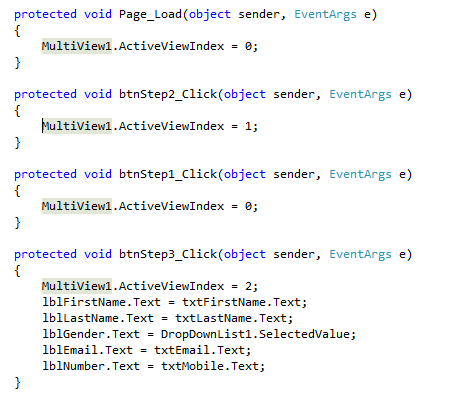 protected void Page_Load(object sender, EventArgs e)
{
    MultiView1.ActiveViewIndex = 0;
}

protected void btnStep2_Click(object sender, EventArgs e)
{
    MultiView1.ActiveViewIndex = 1;
}

protected void btnStep1_Click(object sender, EventArgs e)
{
    MultiView1.ActiveViewIndex = 0;
}

protected void btnStep3_Click(object sender, EventArgs e)
{
    MultiView1.ActiveViewIndex = 2;
    lblFirstName.Text = txtFirstName.Text;
    lblLastName.Text = txtLastName.Text;
    lblGender.Text = DropDownList1.SelectedValue;
    lblEmail.Text = txtEmail.Text;
    lblNumber.Text = txtMobile.Text;
}